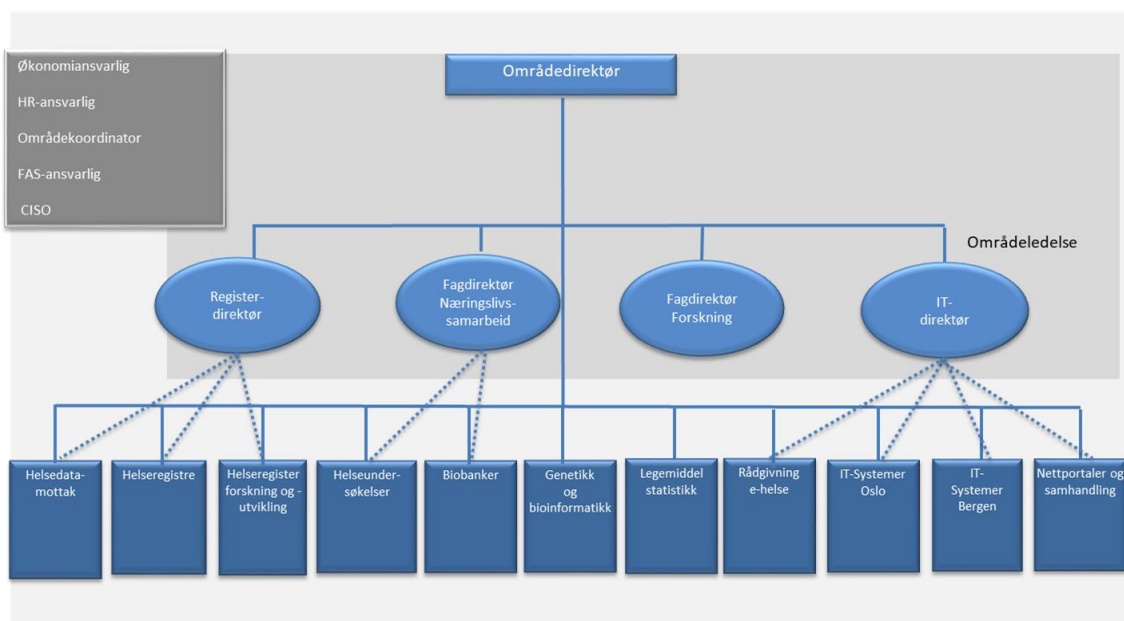 Økonomiansvarlig
HR-ansvarlig
Områdekoordinator
FAS-ansvarlig
CISO
Områdedirektør
Områdeledelse
Register-
direktør
Fagdirektør
Næringslivs-
samarbeid
Fagdirektør
Forskning
IT-
direktør
Helsedata-
mottak
Helseregistre
Helseregister
forskning og -
utvikling
Helseunder-
søkelser
Biobanker
Genetikk
og
bioinformatikk
Legemiddel
statistikk
Rådgivning
e-helse
IT-Systemer
Oslo
IT-
Systemer
Bergen
Nettportaler og
samhandling